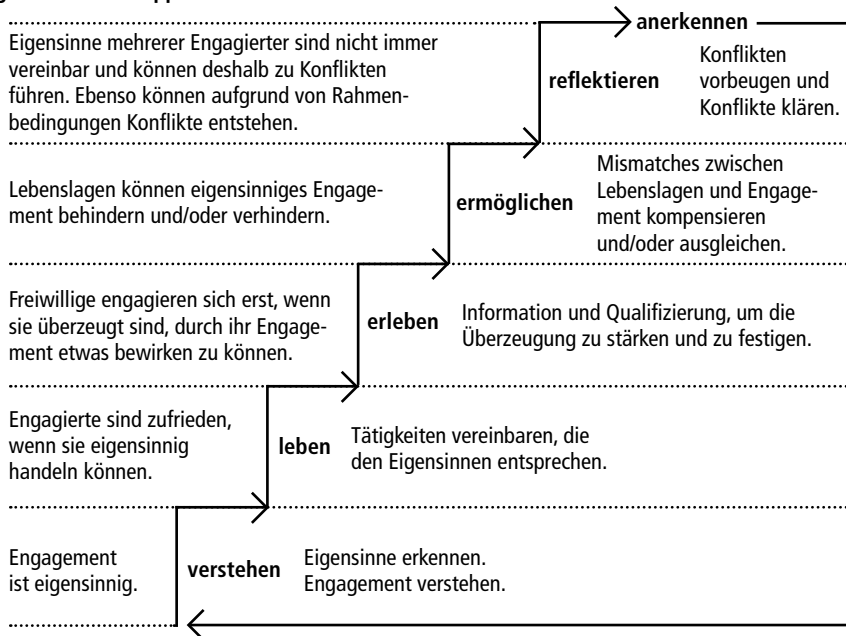 anerkennen
Eigensinne mehrerer Engagierter sind nicht immer
vereinbar und können deshalb zu Konflikten
führen. Ebenso können aufgrund von Rahmen-
bedingungen Konflikte entstehen.
reflektieren
Konflikten
vorbeugen und
Konflikte klären.
Lebenslagen können eigensinniges Engage-
ment behindern und/oder verhindern.
ermöglichen
Mismatches zwischen
Lebenslagen und Engage-
ment kompensieren
und/oder ausgleichen.
Freiwillige engagieren sich erst, wenn
sie überzeugt sind, durch ihr Engage-
ment etwas bewirken zu können.
erleben
Information und Qualifizierung, um die
Überzeugung zu stärken und zu festigen.
Engagierte sind zufrieden,
wenn sie eigensinnig
handeln können.
leben
Tätigkeiten vereinbaren, die
den Eigensinnen entsprechen.
Engagement
ist eigensinnig.
verstehen
Eigensinne erkennen.
Engagement verstehen.